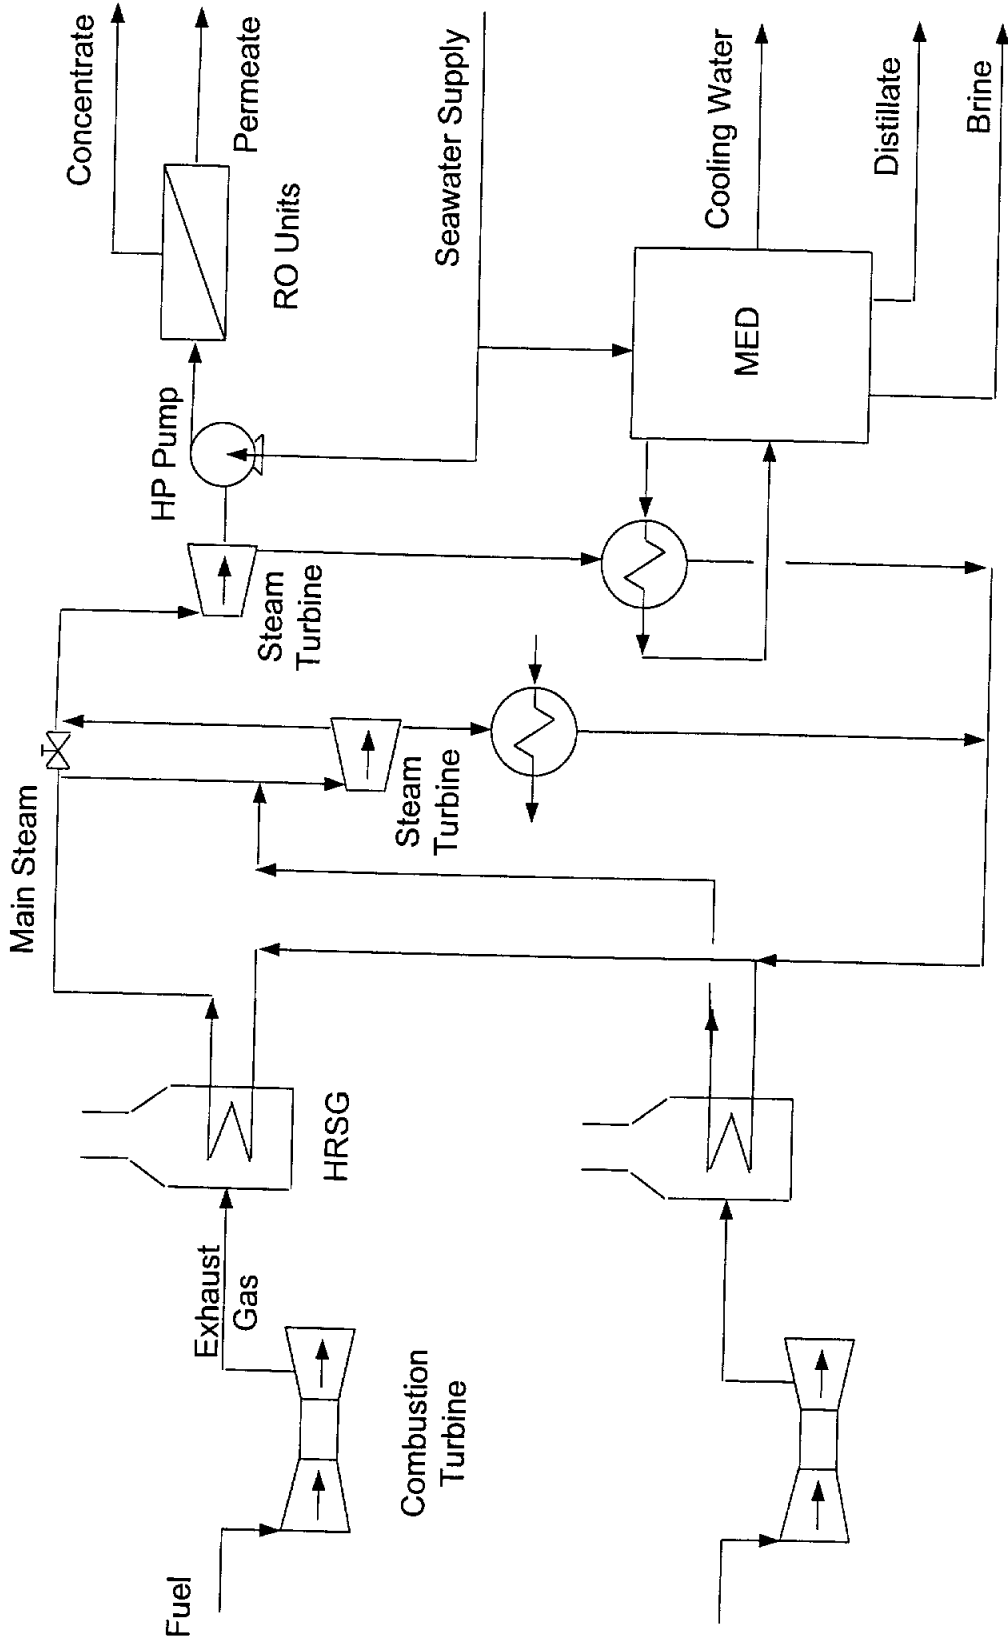 Fuel
Exhaust
Gas
Combustion
Turbine
HRSG
Main Steam
Steam
Turbine
Steam
Turbine
HP Pump
RO Units
Concentrate
Permeate
Seawater Supply
MED
Cooling Water
Distillate
Brine